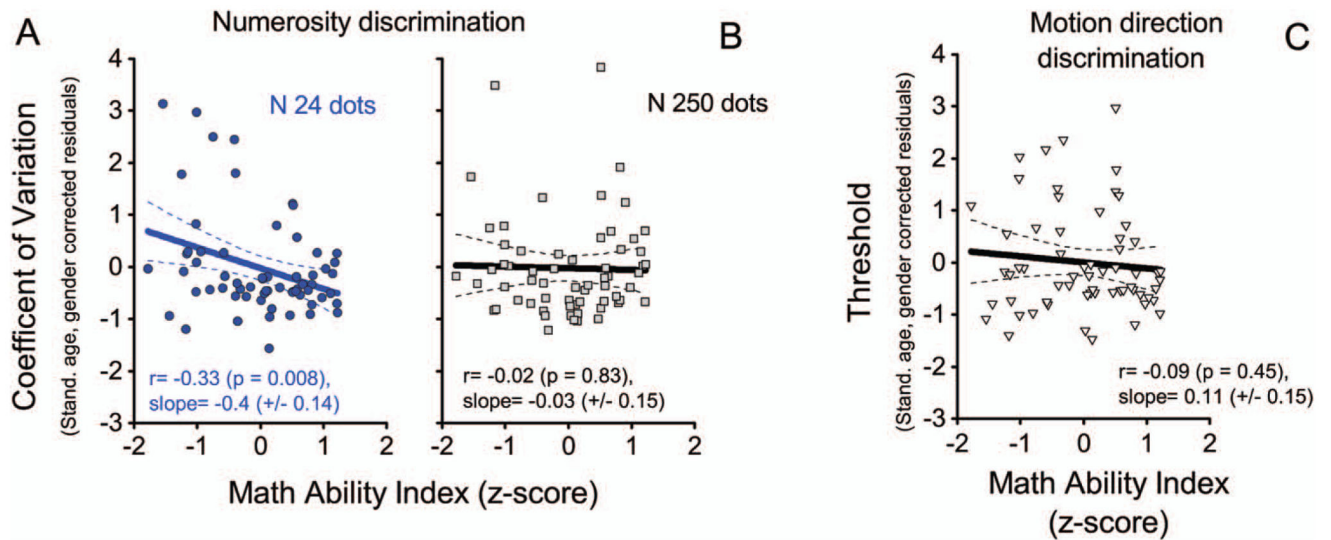 A
Numerosity discrimination
B
Motion direction
discrimination
C
Coefficent of Variation
(Stand. age, gender corrected residuals)
4
3
2
1
0
-1
-2
-3
N 24 dots
r= -0.33 (p = 0.008),
slope= -0.4 (+/- 0.14)
-2 -1 0 1 2
N 250 dots
r= -0.02 (p = 0.83),
slope= -0.03 (+/- 0.15)
-2 -1 0 1 2
Math Ability Index (z-score)
Threshold
(Stand. age, gender corrected residuals)
4
3
2
1
0
-1
-2
-3
r= -0.09 (p = 0.45),
slope= 0.11 (+/- 0.15)
-2 -1 0 1 2
Math Ability Index
(z-score)